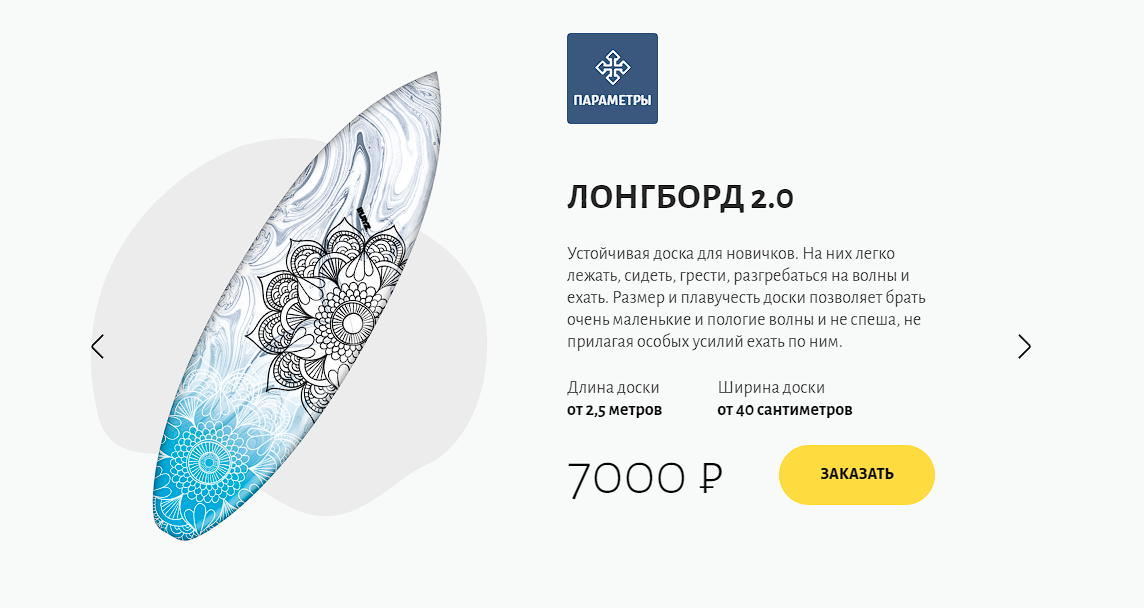 ПАРАМЕТРЫ
ЛОНГБОРД 2.0
Устойчивая доска для новичков. На них легко
лежать, сидеть, грести, разгребаться на волны и
ехать. Размер и плавучесть доски позволяет брать
очень маленькие и пологие волны и не спеша, не
прилагая особых усилий ехать по ним.
Длина доски Ширина доски
от 2,5 метров от 40 сантиметров
7000 ₽ ЗАКАЗАТЬ